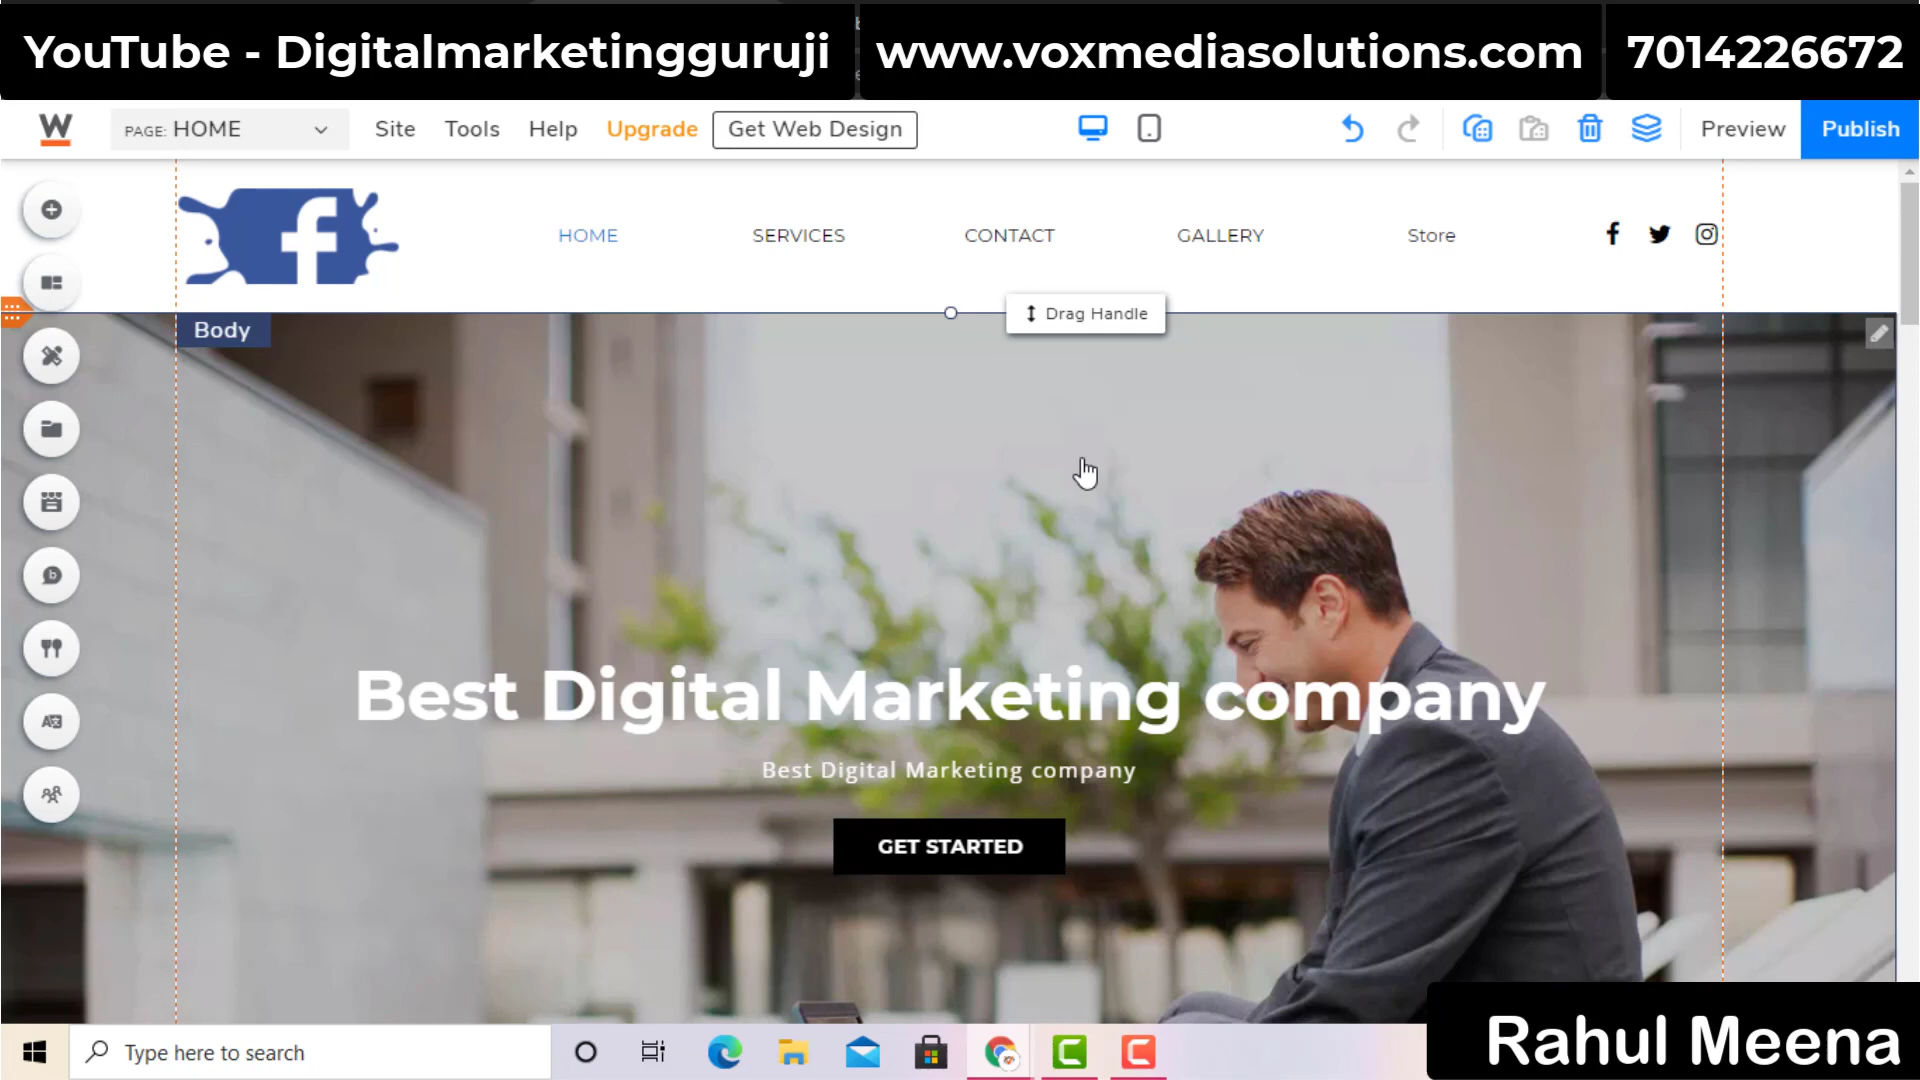 YouTube - Digitalmarketingguruji
www.voxmediasolutions.com
7014226672
W
PAGE: HOME
Site
Tools
Help
Upgrade
Get Web Design
Preview
Publish
f
HOME
SERVICES
CONTACT
GALLERY
Store
Drag Handle
Body
Best Digital Marketing company
Best Digital Marketing company
GET STARTED
Type here to search
Rahul Meena